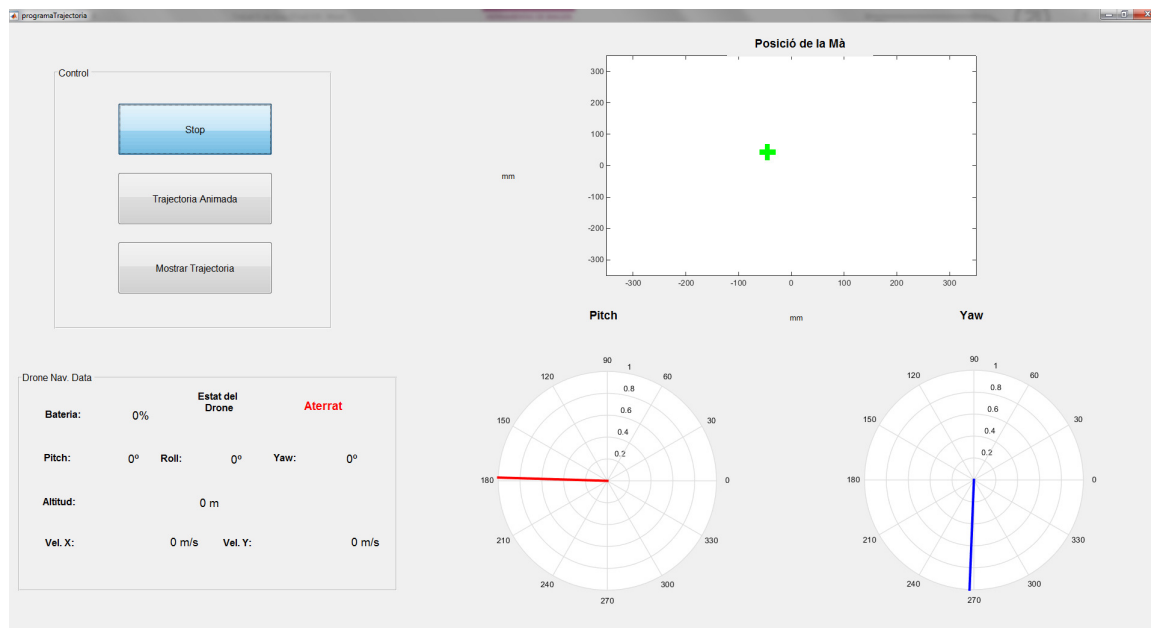 programaTrajectoria
Control
Stop
Trajectoria Animada
Mostrar Trajectoria
Posició de la Mà
300
200
100
0
-100
-200
-300
mm
-300 -200 -100 0 100 200 300
mm
Pitch
90
120 1 60
0.8
150 0.6 30
0.4
0.2
180 0
210 330
240 300
270
Yaw
90
120 1 60
0.8
150 0.6 30
0.4
0.2
180 0
210 330
240 300
270
Drone Nav. Data
Bateria: 0%
Estat del
Drone
Aterrat
Pitch: 0º Roll: 0º Yaw: 0º
Altitud: 0 m
Vel. X: 0 m/s Vel. Y: 0 m/s